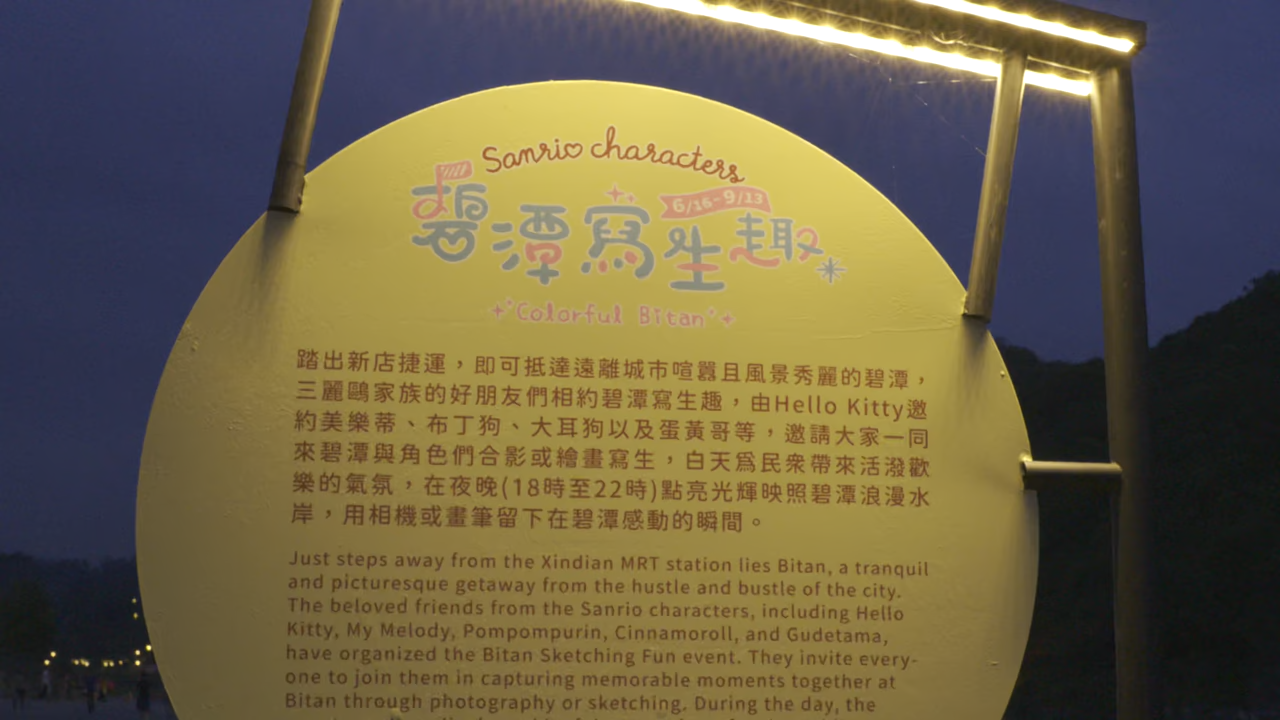 Sanrio characters
6/16-9/13
碧潭寫生趣
Colorful Bitan
踏出新店捷運，即可抵達遠離城市喧囂且風景秀麗的碧潭，
三麗鷗家族的好朋友們相約碧潭寫生趣，由Hello Kitty邀
約美樂蒂、布丁狗、大耳狗以及蛋黃哥等，邀請大家一同
來碧潭與角色們合影或繪畫寫生，白天為民衆帶來活潑歡
樂的氣氛，在夜晚(18時至22時)點亮光輝映照碧潭浪漫水
岸，用相機或畫筆留下在碧潭感動的瞬間。
Just steps away from the Xindian MRT station lies Bitan, a tranquil
and picturesque getaway from the hustle and bustle of the city.
The beloved friends from the Sanrio characters, including Hello
Kitty, My Melody, Pompompurin, Cinnamoroll, and Gudetama,
have organized the Bitan Sketching Fun event. They invite every-
one to join them in capturing memorable moments together at
Bitan through photography or sketching. During the day, the